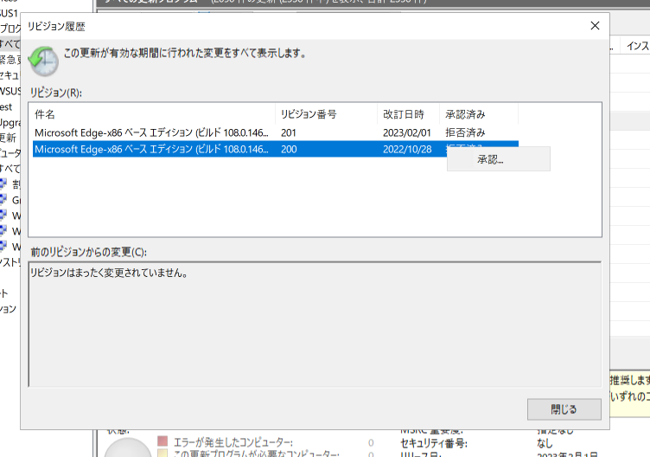 SUS1
プログ
すべて
緊急更
セキュ
WSUS
est
Upgra
更新
ピュータ
すべて
割
G
W
W
W
ンストリ
ート
ション
リビジョン履歴
この更新が有効な期間に行われた変更をすべて表示します。
リビジョン(R):
件名 リビジョン番号 改訂日時 承認済み
Microsoft Edge-x86 ベース エディション (ビルド 108.0.146... 201 2023/02/01 拒否済み
Microsoft Edge-x86 ベース エディション (ビルド 108.0.146... 200 2022/10/28 拒否済み
承認...
前のリビジョンからの変更(C):
リビジョンはまったく変更されていません。
閉じる
インス
推奨しま
いずれのコ
状態:
エラーが発生したコンピューター: 0
この更新プログラムが必要なコンピューター: 0
MSRC 重要度: 指定なし
セキュリティ番号: なし
リリース日: 2023年2月1日